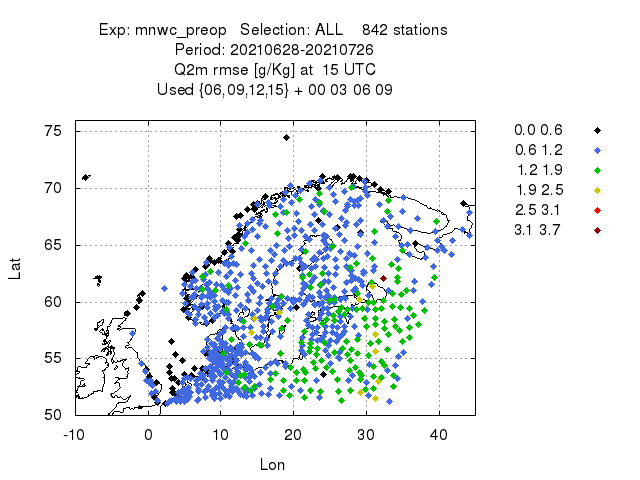 Exp: mnwc_preop   Selection: ALL    842 stations
Period: 20210628-20210726
Q2m rmse [g/Kg] at  15 UTC
Used {06,09,12,15} + 00 03 06 09
0.0 0.6
0.6 1.2
1.2 1.9
1.9 2.5
2.5 3.1
3.1 3.7
75
70
65
60
55
50
Lat
-10 0 10 20 30 40
Lon